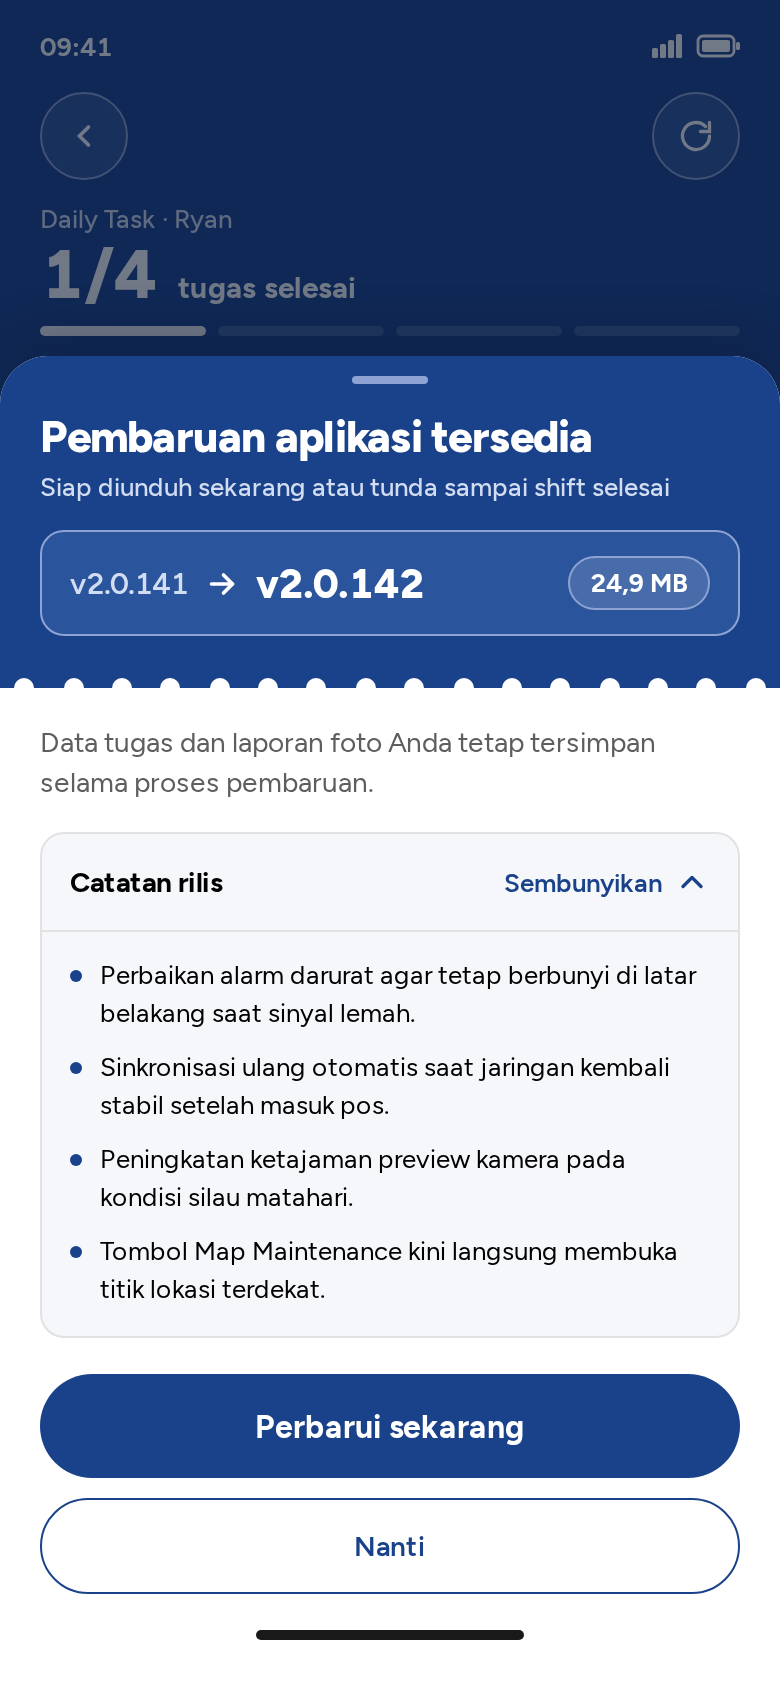 09:41
Daily Task · Ryan
1/4 tugas selesai
Pembaruan aplikasi tersedia
Siap diunduh sekarang atau tunda sampai shift selesai
v2.0.141 → v2.0.142 24,9 MB
Data tugas dan laporan foto Anda tetap tersimpan
selama proses pembaruan.
Catatan rilis Sembunyikan
Perbaikan alarm darurat agar tetap berbunyi di latar
belakang saat sinyal lemah.
Sinkronisasi ulang otomatis saat jaringan kembali
stabil setelah masuk pos.
Peningkatan ketajaman preview kamera pada
kondisi silau matahari.
Tombol Map Maintenance kini langsung membuka
titik lokasi terdekat.
Perbarui sekarang
Nanti